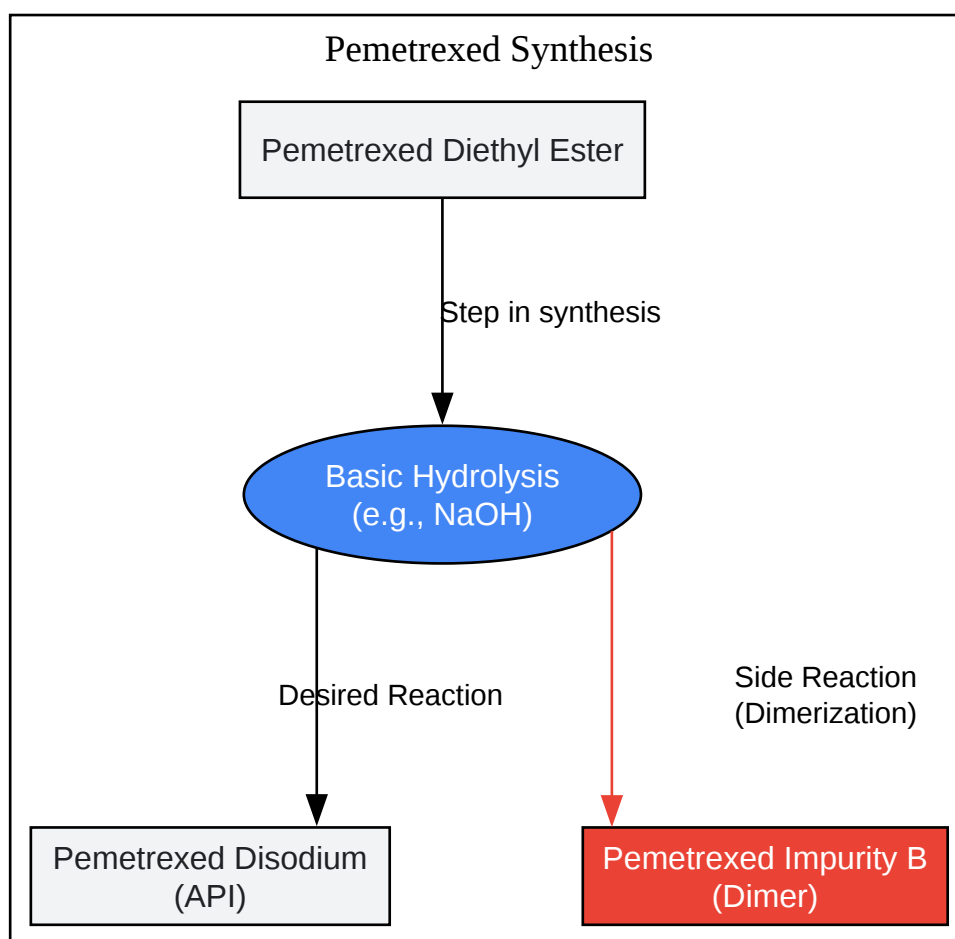 Pemetrexed Synthesis
Pemetrexed Diethyl Ester
Step in synthesis
Basic Hydrolysis
(e.g., NaOH)
Desired Reaction
Side Reaction
(Dimerization)
Pemetrexed Disodium
(API)
Pemetrexed Impurity B
(Dimer)